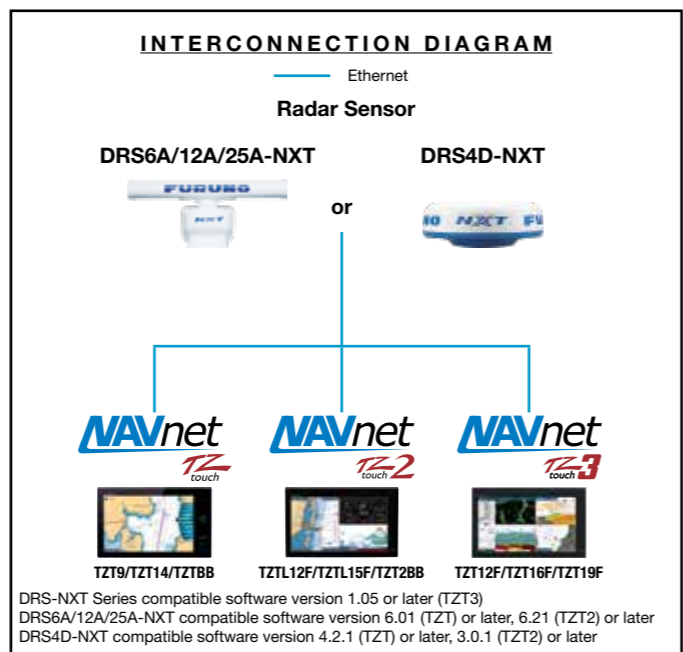 INTERCONNECTION DIAGRAM
Ethernet
Radar Sensor
DRS6A/12A/25A-NXT
DRS4D-NXT
FURUNO
NXT
or
NO NXT FU
NAVnet
TZ
touch
NAVnet
TZ 2
touch
NAVnet
TZ 3
touch
TZT9/TZT14/TZTBB
TZTL12F/TZTL15F/TZT2BB
TZT12F/TZT16F/TZT19F
DRS-NXT Series compatible software version 1.05 or later (TZT3)
DRS6A/12A/25A-NXT compatible software version 6.01 (TZT) or later, 6.21 (TZT2) or later
DRS4D-NXT compatible software version 4.2.1 (TZT) or later, 3.0.1 (TZT2) or later